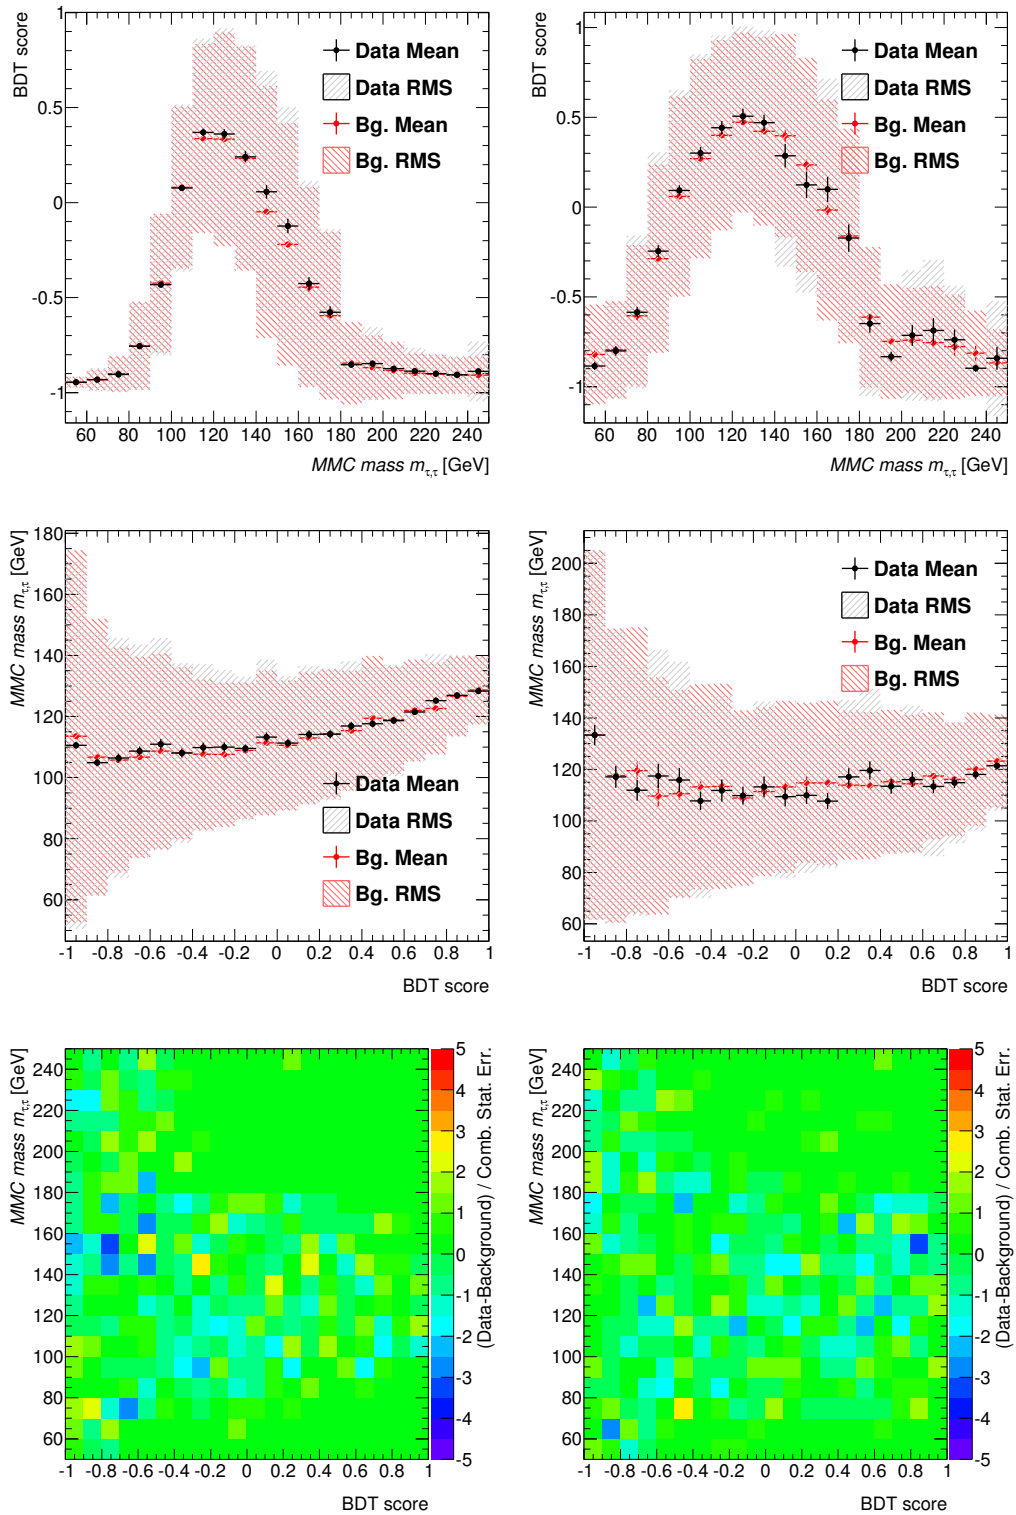 BDT score
1
0.5
0
-0.5
-1
Data Mean
Data RMS
Bg. Mean
Bg. RMS
60 80 100 120 140 160 180 200 220 240
MMC mass mτ,τ [GeV]
BDT score
1
0.5
0
-0.5
-1
Data Mean
Data RMS
Bg. Mean
Bg. RMS
60 80 100 120 140 160 180 200 220 240
MMC mass mτ,τ [GeV]
MMC mass mτ,τ [GeV]
180
160
140
120
100
80
60
Data Mean
Data RMS
Bg. Mean
Bg. RMS
-1 -0.8 -0.6 -0.4 -0.2 0 0.2 0.4 0.6 0.8 1
BDT score
MMC mass mτ,τ [GeV]
200
180
160
140
120
100
80
60
Data Mean
Data RMS
Bg. Mean
Bg. RMS
-1 -0.8 -0.6 -0.4 -0.2 0 0.2 0.4 0.6 0.8 1
BDT score
MMC mass mτ,τ [GeV]
240
220
200
180
160
140
120
100
80
60
-1 -0.8 -0.6 -0.4 -0.2 0 0.2 0.4 0.6 0.8 1
BDT score
5
4
3
2
1
0
-1
-2
-3
-4
-5
(Data-Background) / Comb. Stat. Err.
MMC mass mτ,τ [GeV]
240
220
200
180
160
140
120
100
80
60
-1 -0.8 -0.6 -0.4 -0.2 0 0.2 0.4 0.6 0.8 1
BDT score
5
4
3
2
1
0
-1
-2
-3
-4
-5
(Data-Background) / Comb. Stat. Err.